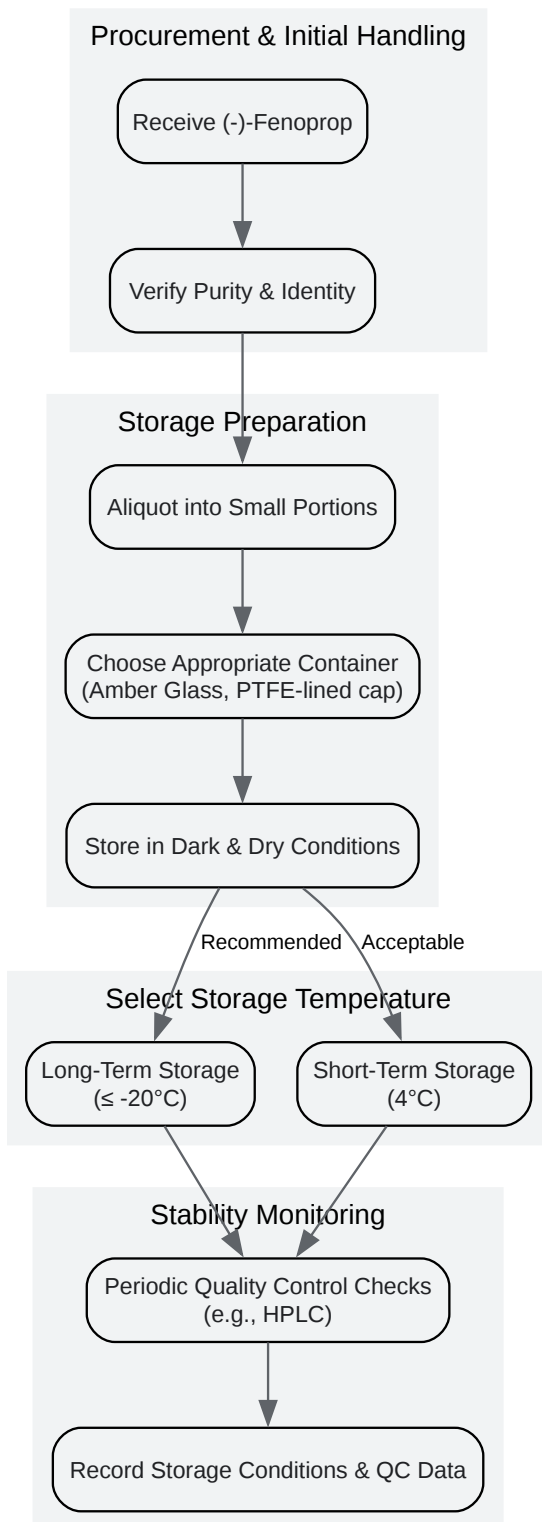 Procurement & Initial Handling
Receive (-)-Fenoprop
Verify Purity & Identity
Storage Preparation
Aliquot into Small Portions
Choose Appropriate Container
(Amber Glass, PTFE-lined cap)
Store in Dark & Dry Conditions
Recommended
Acceptable
Select Storage Temperature
Long-Term Storage
(≤ -20°C)
Short-Term Storage
(4°C)
Stability Monitoring
Periodic Quality Control Checks
(e.g., HPLC)
Record Storage Conditions & QC Data